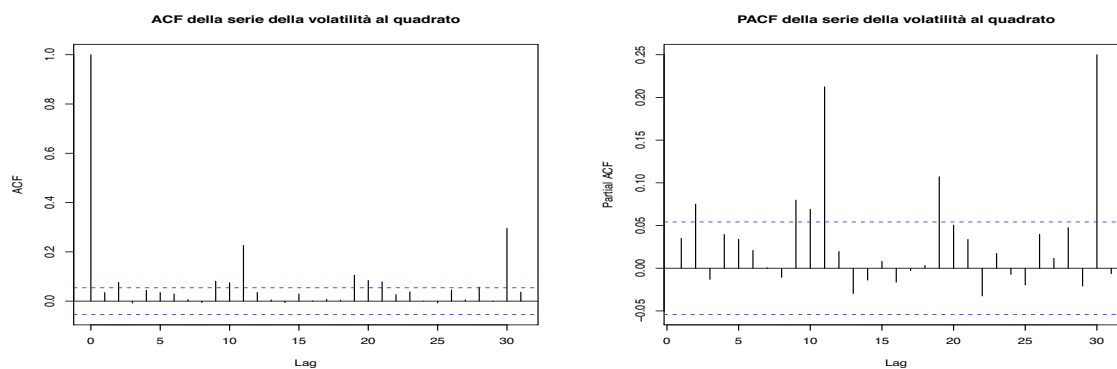 ACF della serie della volatilità al quadrato
1.0
0.8
0.6
0.4
0.2
0.0
ACF
0 5 10 15 20 25 30
Lag
PACF della serie della volatilità al quadrato
0.25
0.20
0.15
0.10
0.05
0.00
−0.05
Partial ACF
0 5 10 15 20 25 30
Lag